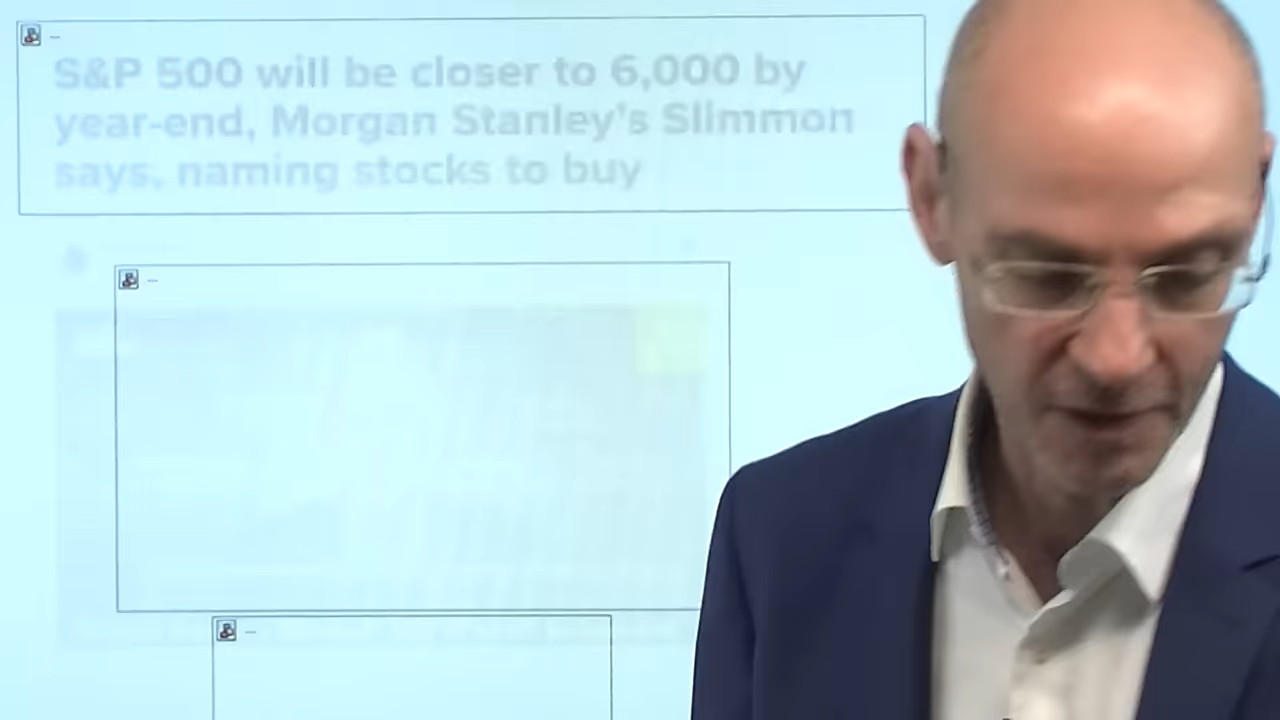 S&P 500 will be closer to 6,000 by
year-end, Morgan Stanley's Slimmon
says, naming stocks to buy